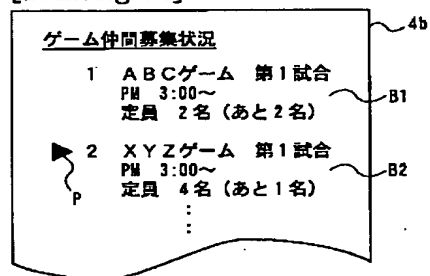 4b
ゲーム仲間募集状況
1 ABCゲーム 第1試合
PM 3:00~
定員 2名(あと2名)
B1
▶ 2 XYZゲーム 第1試合
PM 3:00~
定員 4名(あと1名)
B2
P
⋮